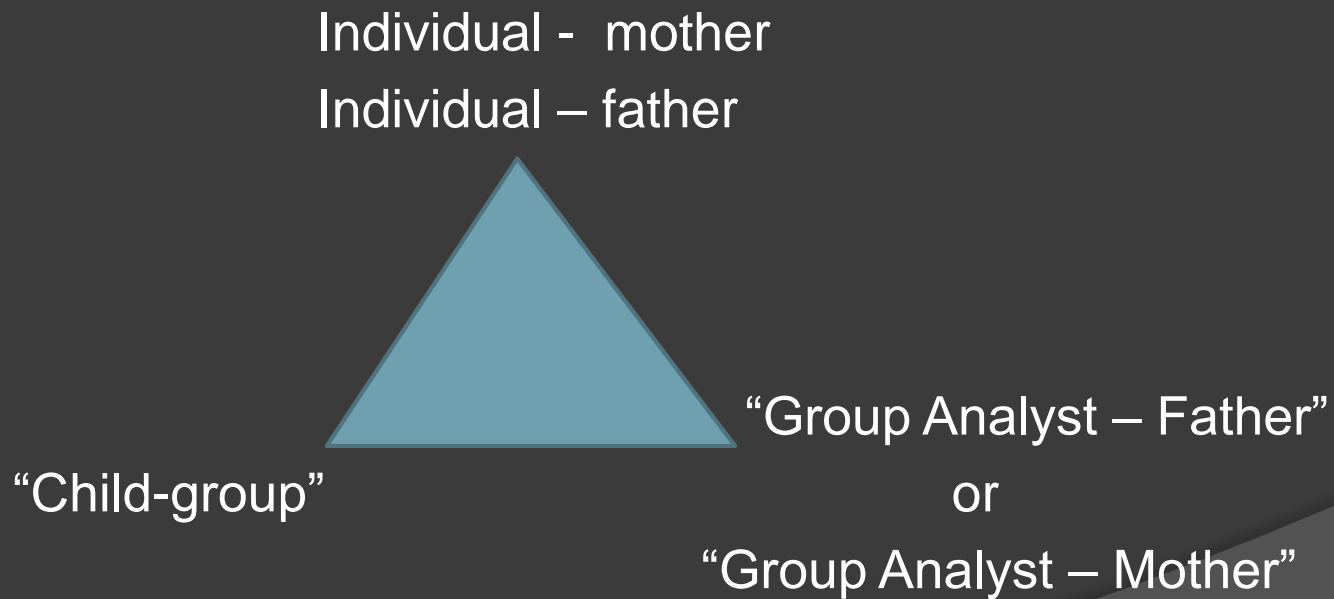 Individual -  mother
Individual – father
“Group Analyst – Father”
“Child-group”
or
“Group Analyst – Mother”